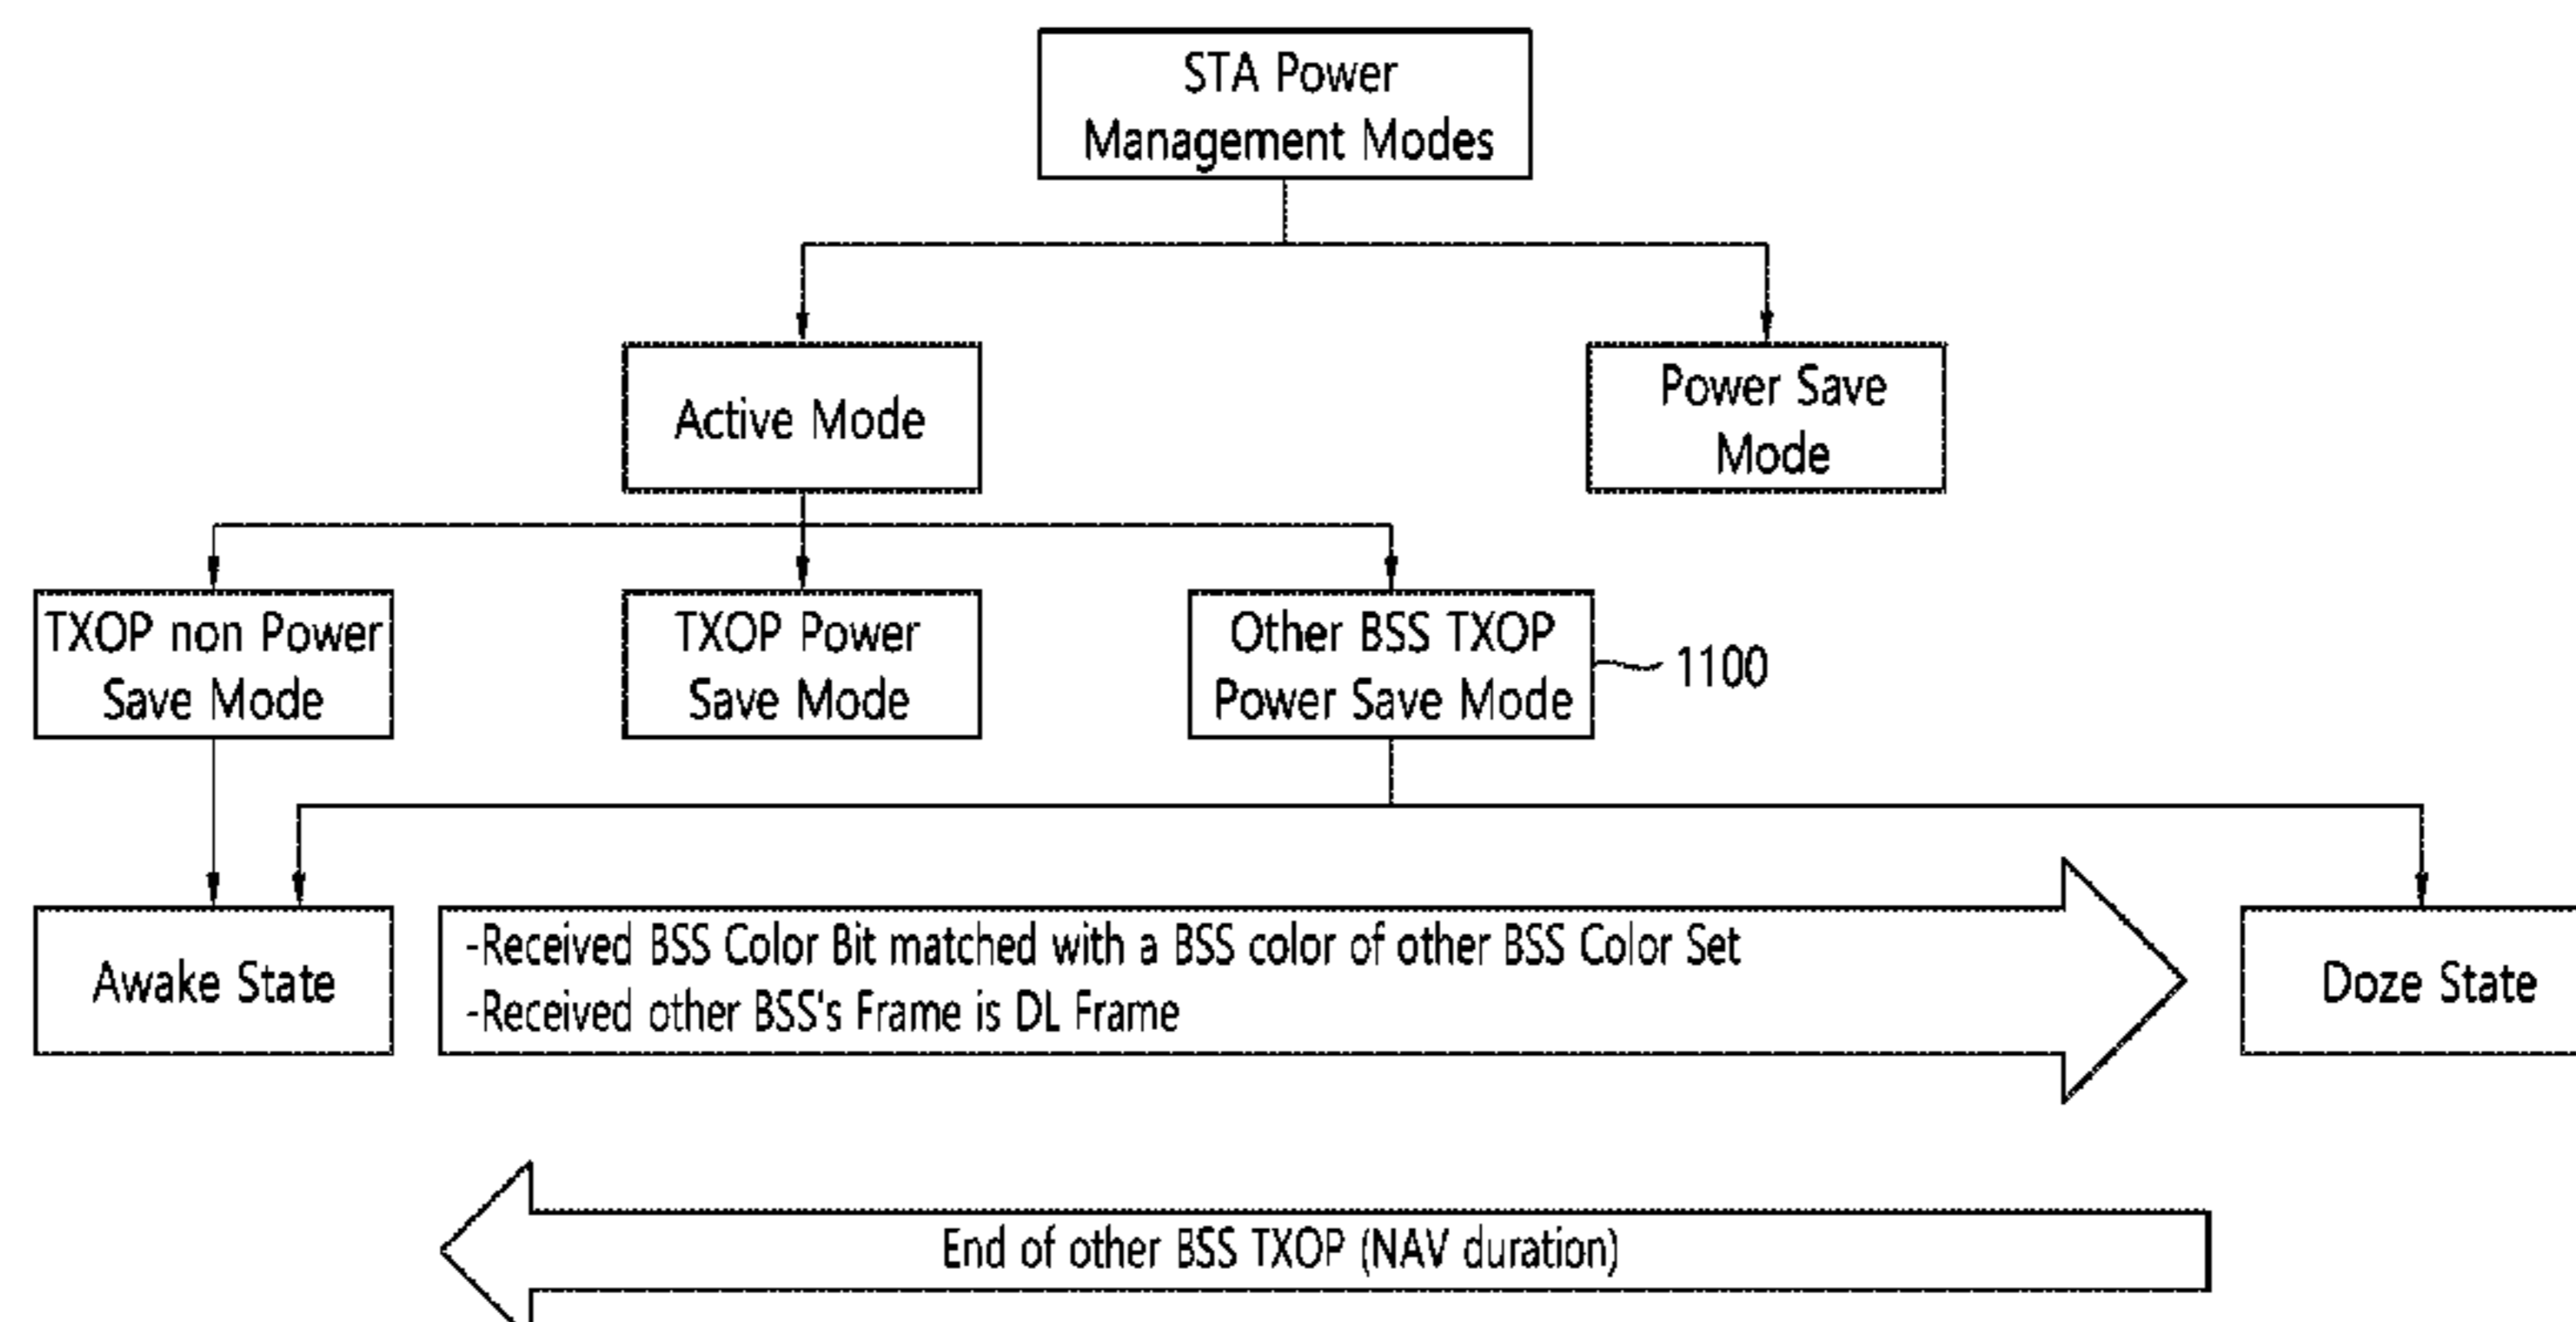 STA Power
Management Modes
Active Mode
Power Save
Mode
TXOP non Power
Save Mode
TXOP Power
Save Mode
Other BSS TXOP
Power Save Mode
1100
Awake State
-Received BSS Color Bit matched with a BSS color of other BSS Color Set
-Received other BSS's Frame is DL Frame
Doze State
End of other BSS TXOP (NAV duration)